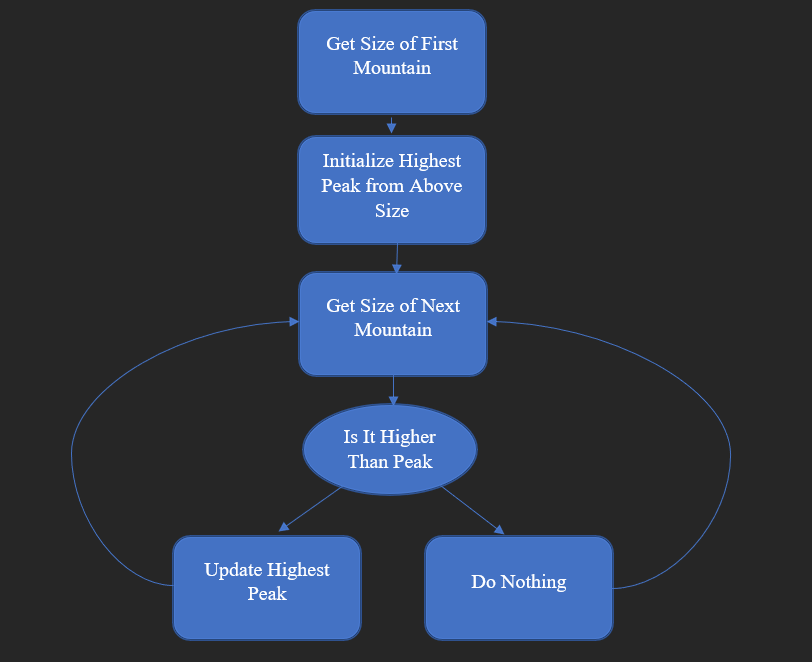 Get Size of First
Mountain
Initialize Highest
Peak from Above
Size
Get Size of Next
Mountain
Is It Higher
Than Peak
Update Highest
Peak
Do Nothing